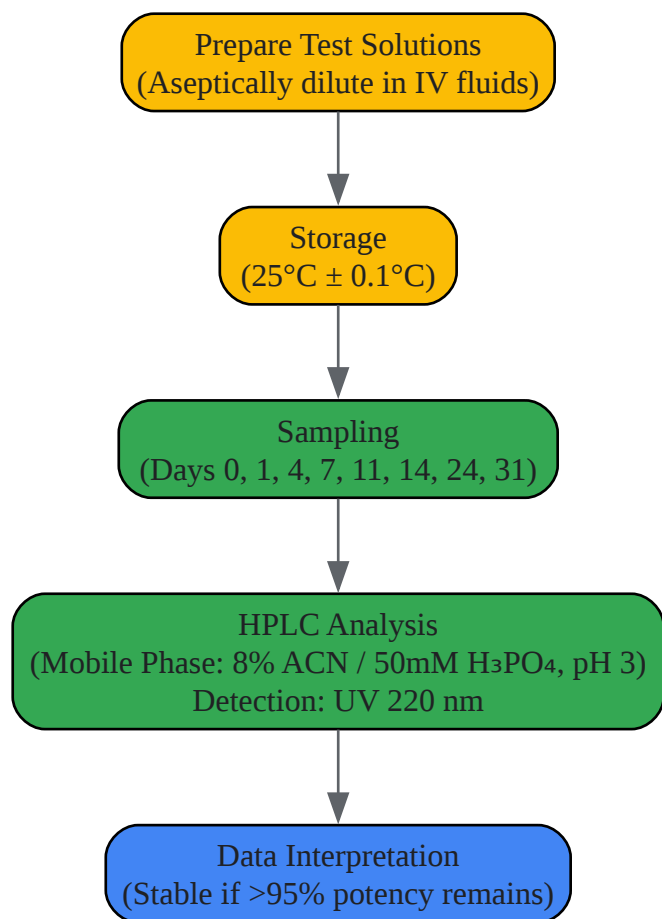 Prepare Test Solutions
(Aseptically dilute in IV fluids)
Storage
(25°C ± 0.1°C)
Sampling
(Days 0, 1, 4, 7, 11, 14, 24, 31)
HPLC Analysis
(Mobile Phase: 8% ACN / 50mM H₃PO₄, pH 3)
Detection: UV 220 nm
Data Interpretation
(Stable if >95% potency remains)